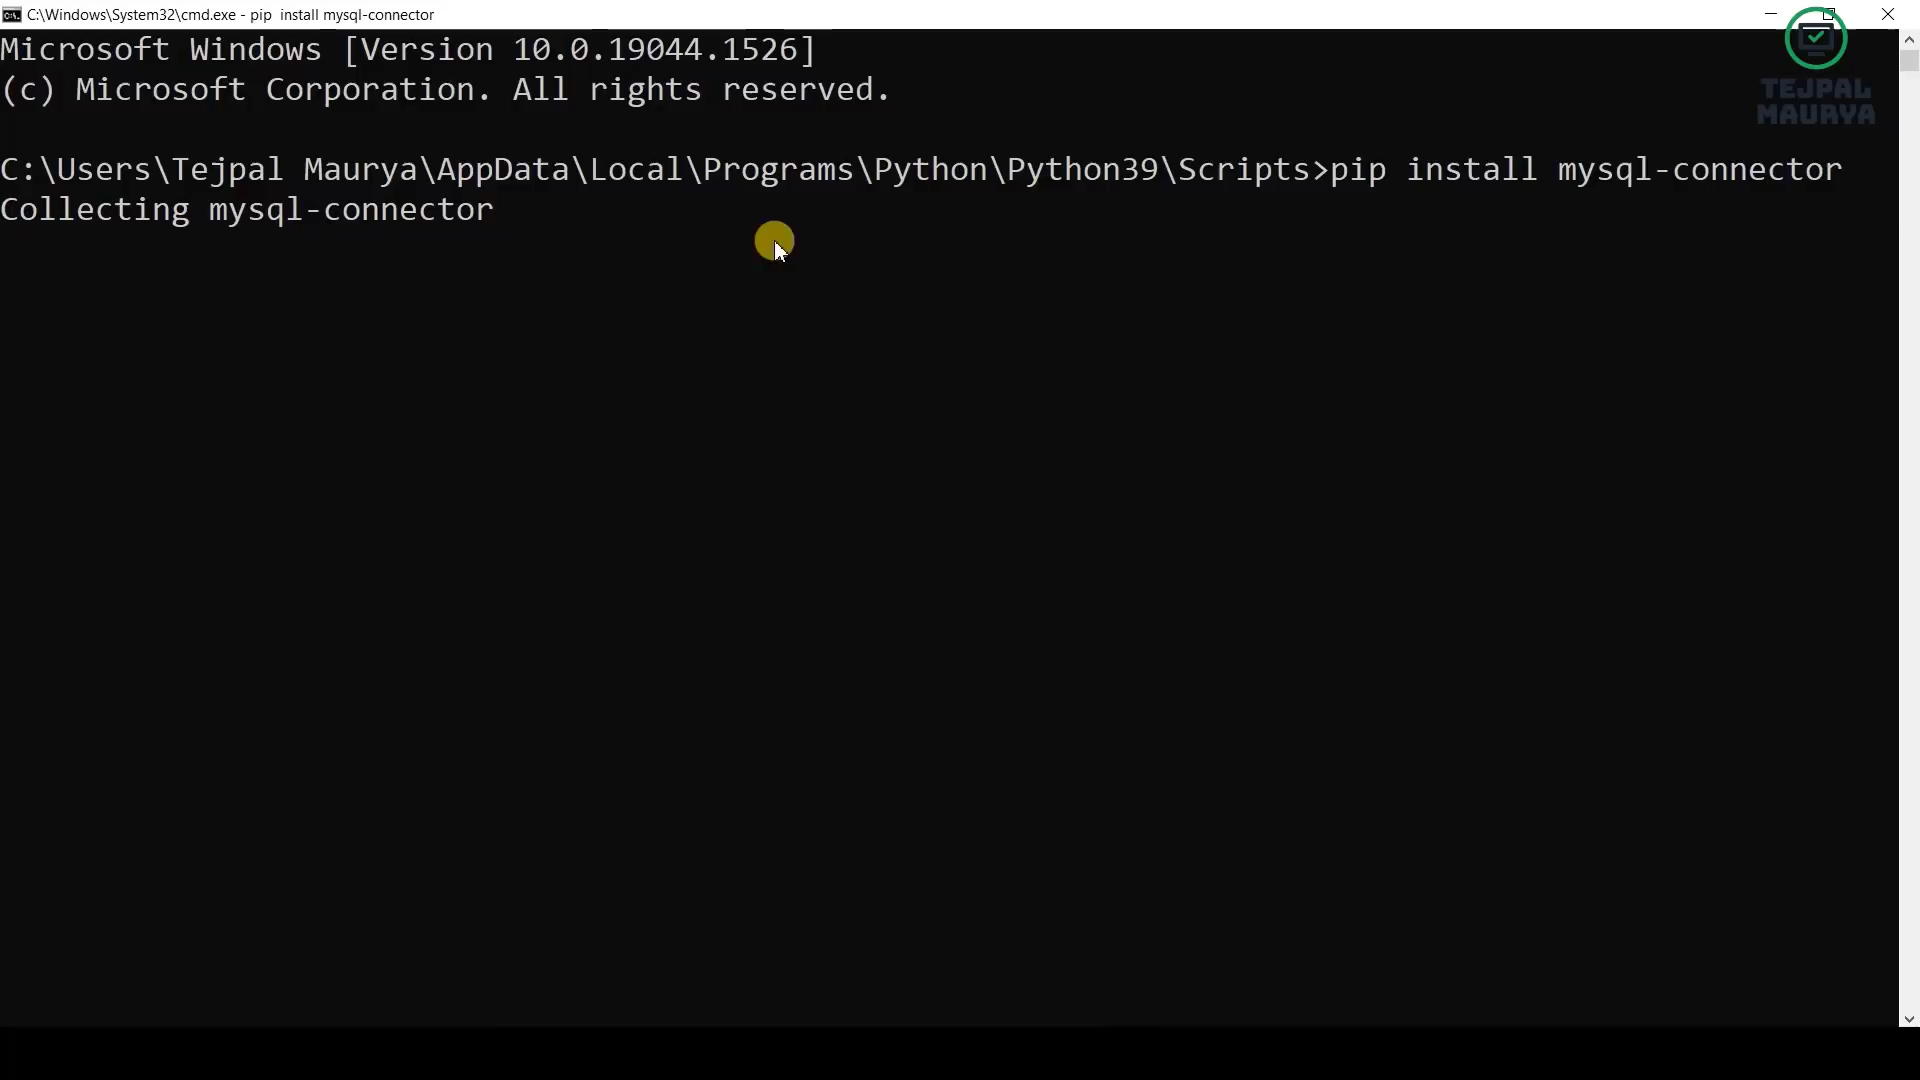 C:\Windows\System32\cmd.exe - pip  install mysql-connector
Microsoft Windows [Version 10.0.19044.1526]
(c) Microsoft Corporation. All rights reserved.
TEJPAL
MAURYA
C:\Users\Tejpal Maurya\AppData\Local\Programs\Python\Python39\Scripts>pip install mysql-connector
Collecting mysql-connector